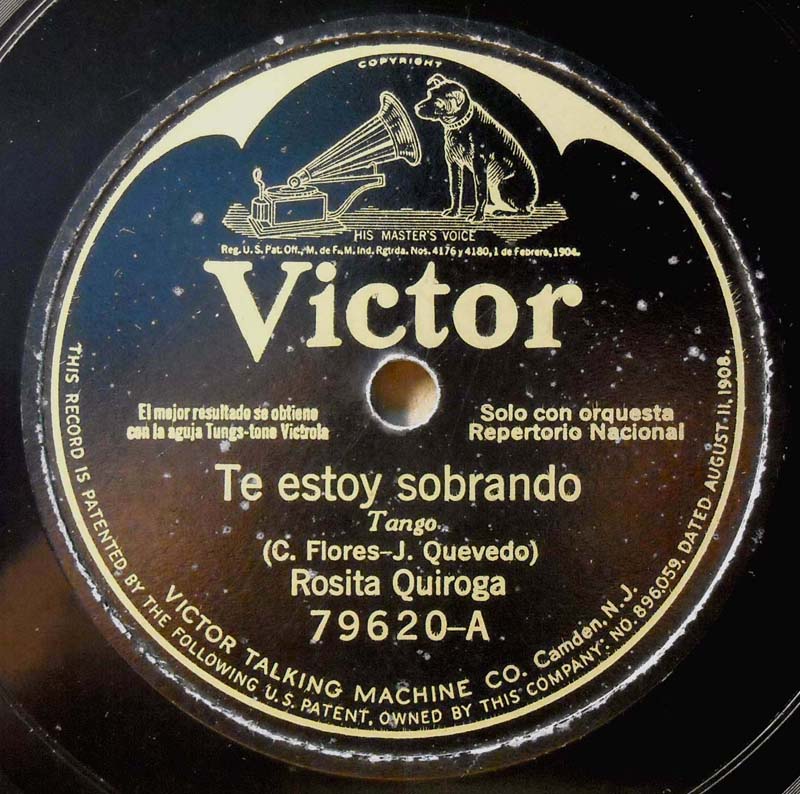 COPYRIGHT
HIS MASTER'S VOICE
Reg. U.S. Pat. Off., M. de F., M. Ind. Rgtrda. Nos. 4176 y 4180, 1 de Febrero, 1904.
Victor
El mejor resultado se obtiene
con la aguja Tungs-tone Victrola
Solo con orquesta
Repertorio Nacional
Te estoy sobrando
Tango
(C. Flores-J. Quevedo)
Rosita Quiroga
79620-A
VICTOR TALKING MACHINE CO. Camden, N.J.
THIS RECORD IS PATENTED BY THE FOLLOWING U.S. PATENT, OWNED BY THIS COMPANY: NO. 896,059, DATED AUGUST 11, 1908.